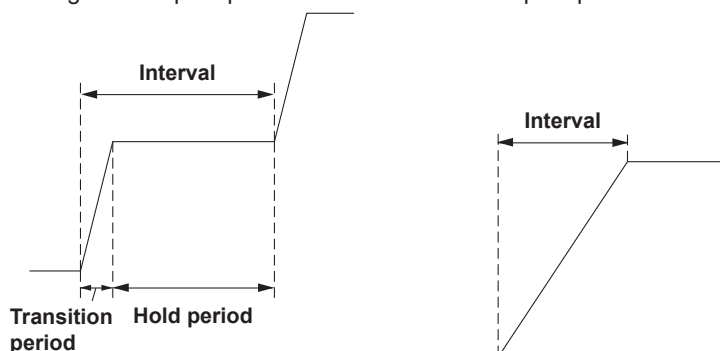 Interval
Interval
Transition
period
Hold period